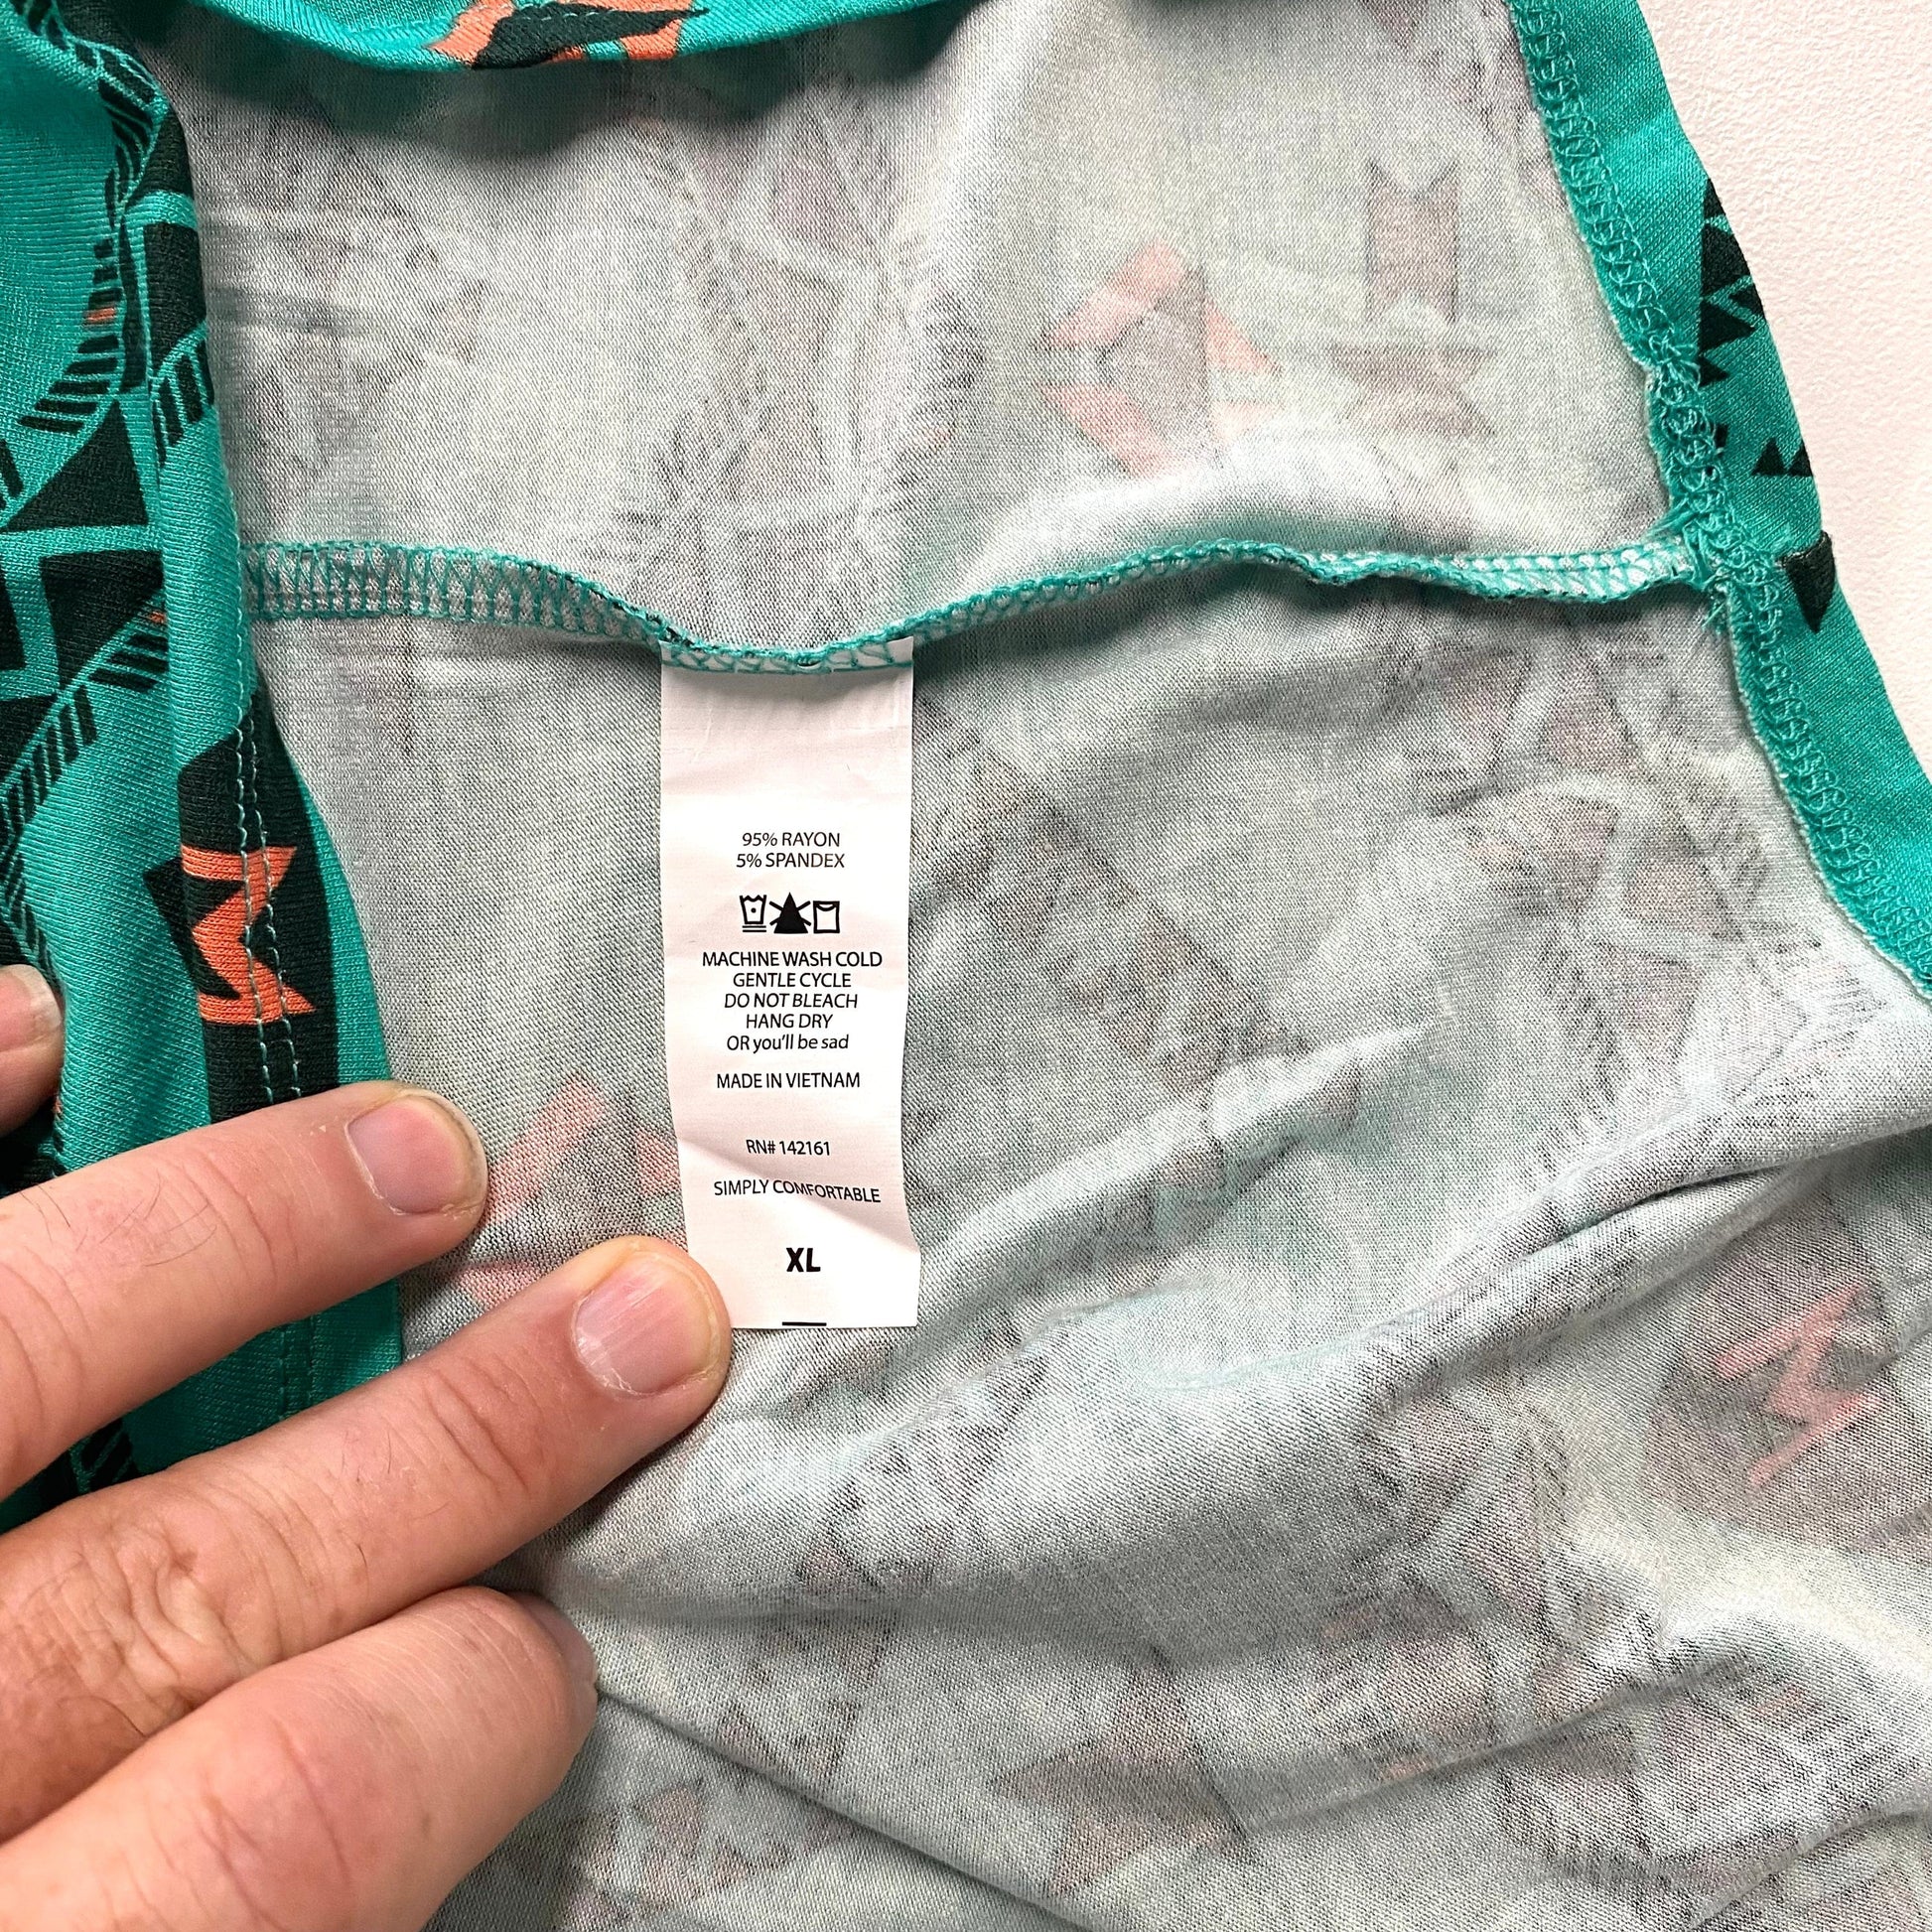 95% RAYON
5% SPANDEX
MACHINE WASH COLD
GENTLE CYCLE
DO NOT BLEACH
HANG DRY
OR you'll be sad
MADE IN VIETNAM
RN# 142161
SIMPLY COMFORTABLE
XL